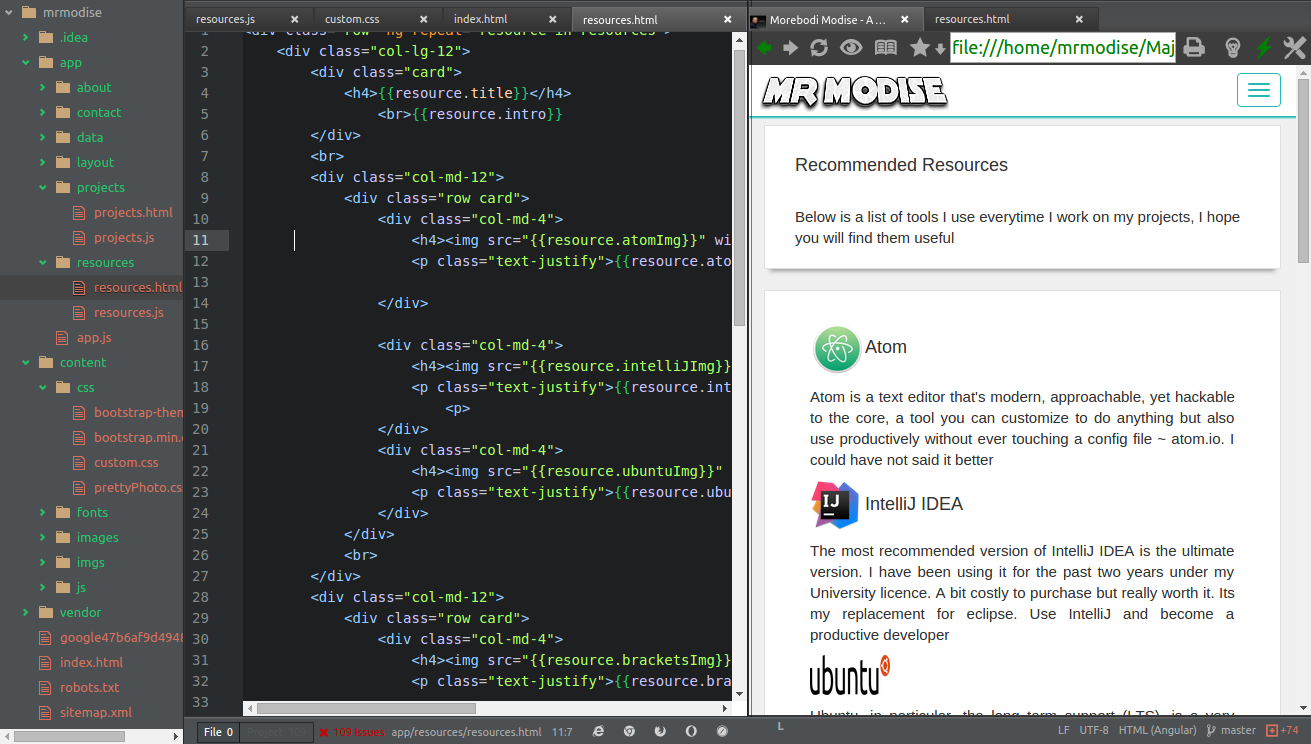 mrmodise
.idea
app
about
contact
data
layout
projects
projects.html
projects.js
resources
resources.html
resources.js
app.js
content
css
bootstrap-then
bootstrap.min.c
custom.css
prettyPhoto.cs
fonts
images
imgs
js
vendor
google47b6af9d4948
index.html
robots.txt
sitemap.xml
resources.js
custom.css
index.html
resources.html
1 <div class="row" ng-repeat="resource in resources">
2 <div class="col-lg-12">
3 <div class="card">
4 <h4>{{resource.title}}</h4>
5 <br>{{resource.intro}}
6 </div>
7 <br>
8 <div class="col-md-12">
9 <div class="row card">
10 <div class="col-md-4">
11 <h4><img src="{{resource.atomImg}}" wi
12 <p class="text-justify">{{resource.ato
13
14 </div>
15
16 <div class="col-md-4">
17 <h4><img src="{{resource.intelliJImg}}
18 <p class="text-justify">{{resource.int
19 <p>
20 </div>
21 <div class="col-md-4">
22 <h4><img src="{{resource.ubuntuImg}}"
23 <p class="text-justify">{{resource.ubu
24 </div>
25 </div>
26 <br>
27 </div>
28 <div class="col-md-12">
29 <div class="row card">
30 <div class="col-md-4">
31 <h4><img src="{{resource.bracketsImg}}
32 <p class="text-justify">{{resource.bra
33
Morebodi Modise - A ...
resources.html
file:///home/mrmodise/Maj
MR MODISE
Recommended Resources
Below is a list of tools I use everytime I work on my projects, I hope
you will find them useful
Atom
Atom is a text editor that's modern, approachable, yet hackable
to the core, a tool you can customize to do anything but also
use productively without ever touching a config file ~ atom.io. I
could have not said it better
IJ
IntelliJ IDEA
The most recommended version of IntelliJ IDEA is the ultimate
version. I have been using it for the past two years under my
University licence. A bit costly to purchase but really worth it. Its
my replacement for eclipse. Use IntelliJ and become a
productive developer
ubuntu
Ubuntu, in particular, the long term support (LTS), is a very
File 0 Project 109 109 Issues app/resources/resources.html 11:7 L LF UTF-8 HTML (Angular) master +74